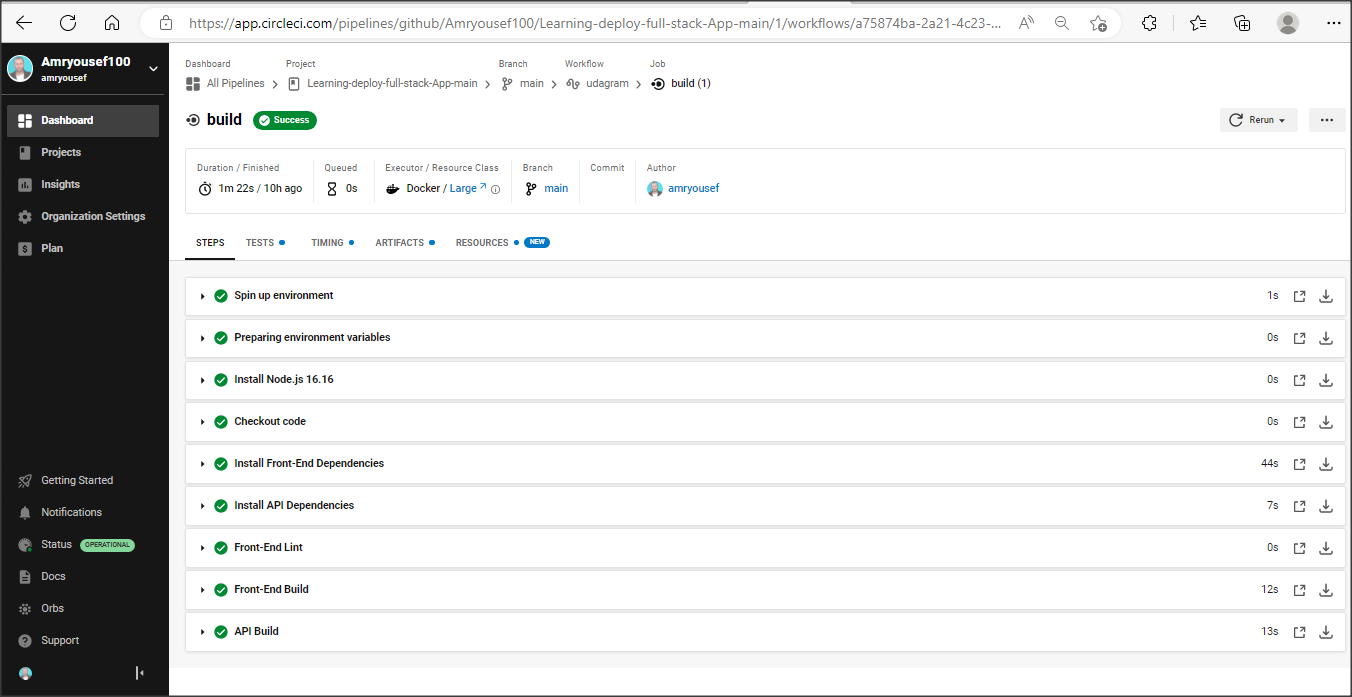 https://app.circleci.com/pipelines/github/Amryousef100/Learning-deploy-full-stack-App-main/1/workflows/a75874ba-2a21-4c23-...
Amryousef100
amryousef
Dashboard
Projects
Insights
Organization Settings
Plan
Getting Started
Notifications
Status OPERATIONAL
Docs
Orbs
Support
Dashboard Project Branch Workflow Job
All Pipelines Learning-deploy-full-stack-App-main main udagram build (1)
build Success
Rerun
Duration / Finished Queued Executor / Resource Class Branch Commit Author
1m 22s / 10h ago 0s Docker / Large main amryousef
STEPS TESTS TIMING ARTIFACTS RESOURCES NEW
Spin up environment 1s
Preparing environment variables 0s
Install Node.js 16.16 0s
Checkout code 0s
Install Front-End Dependencies 44s
Install API Dependencies 7s
Front-End Lint 0s
Front-End Build 12s
API Build 13s